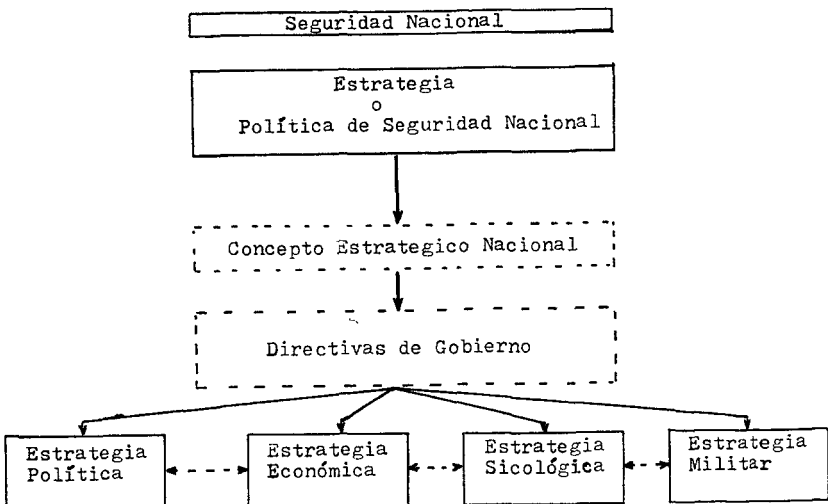 Seguridad Nacional
Estrategia
o
Política de Seguridad Nacional
Concepto Estrategico Nacional
Directivas de Gobierno
Estrategia
Política
Estrategia
Económica
Estrategia
Sicológica
Estrategia
Militar